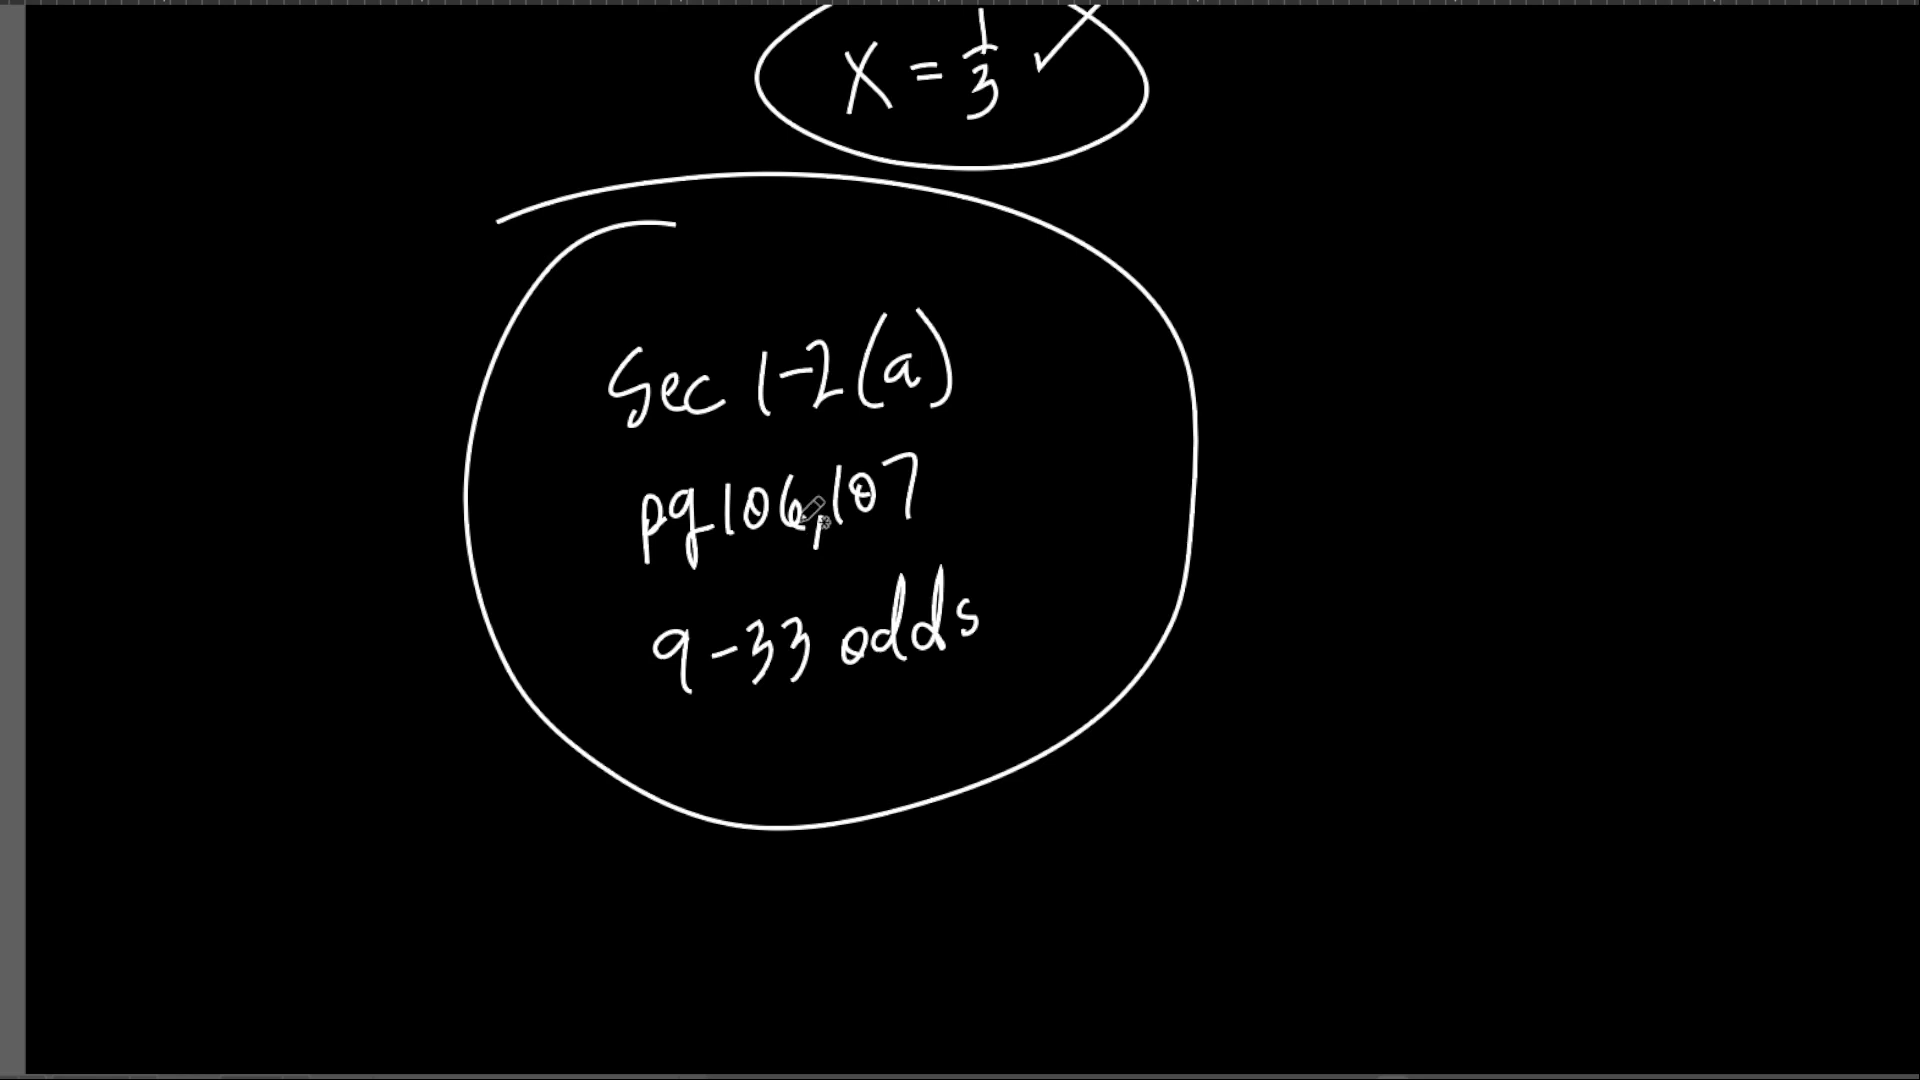 x = 1/3 ✓
Sec 1-2(a)
pg 106,107
9-33 odds